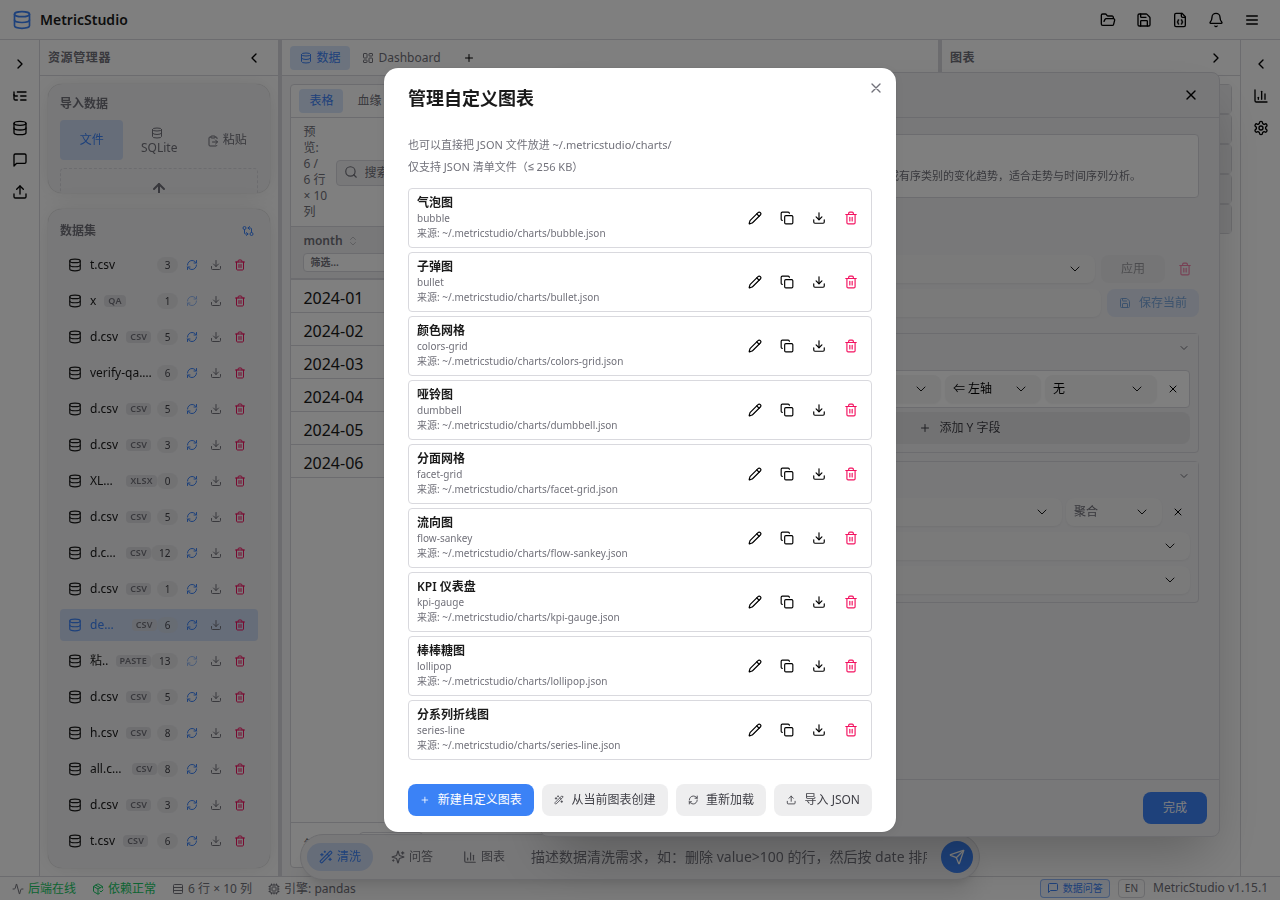 MetricStudio
资源管理器
数据
Dashboard
图表
导入数据
文件
SQLite
粘贴
数据集
t.csv 3
x QA 1
d.csv CSV 5
verify-qa.... 6
d.csv CSV 5
d.csv CSV 3
XL... XLSX 0
d.csv CSV 5
d.c... CSV 12
d.csv CSV 1
de... CSV 6
粘.. PASTE 13
d.csv CSV 5
h.csv CSV 8
all.c... CSV 8
d.csv CSV 3
t.csv CSV 6
表格
血缘
预
览:
6 /
6 行
× 10
列
搜索
month
筛选...
2024-01
2024-02
2024-03
2024-04
2024-05
2024-06
管理自定义图表
也可以直接把 JSON 文件放进 ~/.metricstudio/charts/
仅支持 JSON 清单文件（≤ 256 KB）
气泡图
bubble
来源: ~/.metricstudio/charts/bubble.json
子弹图
bullet
来源: ~/.metricstudio/charts/bullet.json
颜色网格
colors-grid
来源: ~/.metricstudio/charts/colors-grid.json
哑铃图
dumbbell
来源: ~/.metricstudio/charts/dumbbell.json
分面网格
facet-grid
来源: ~/.metricstudio/charts/facet-grid.json
流向图
flow-sankey
来源: ~/.metricstudio/charts/flow-sankey.json
KPI 仪表盘
kpi-gauge
来源: ~/.metricstudio/charts/kpi-gauge.json
棒棒糖图
lollipop
来源: ~/.metricstudio/charts/lollipop.json
分系列折线图
series-line
来源: ~/.metricstudio/charts/series-line.json
新建自定义图表
从当前图表创建
重新加载
导入 JSON
有序类别的变化趋势，适合走势与时间序列分析。
应用
保存当前
⇐ 左轴
无
添加 Y 字段
聚合
完成
清洗
问答
图表
描述数据清洗需求，如：删除 value>100 的行，然后按 date 排序
后端在线
依赖正常
6 行 × 10 列
引擎: pandas
数据问答
EN
MetricStudio v1.15.1